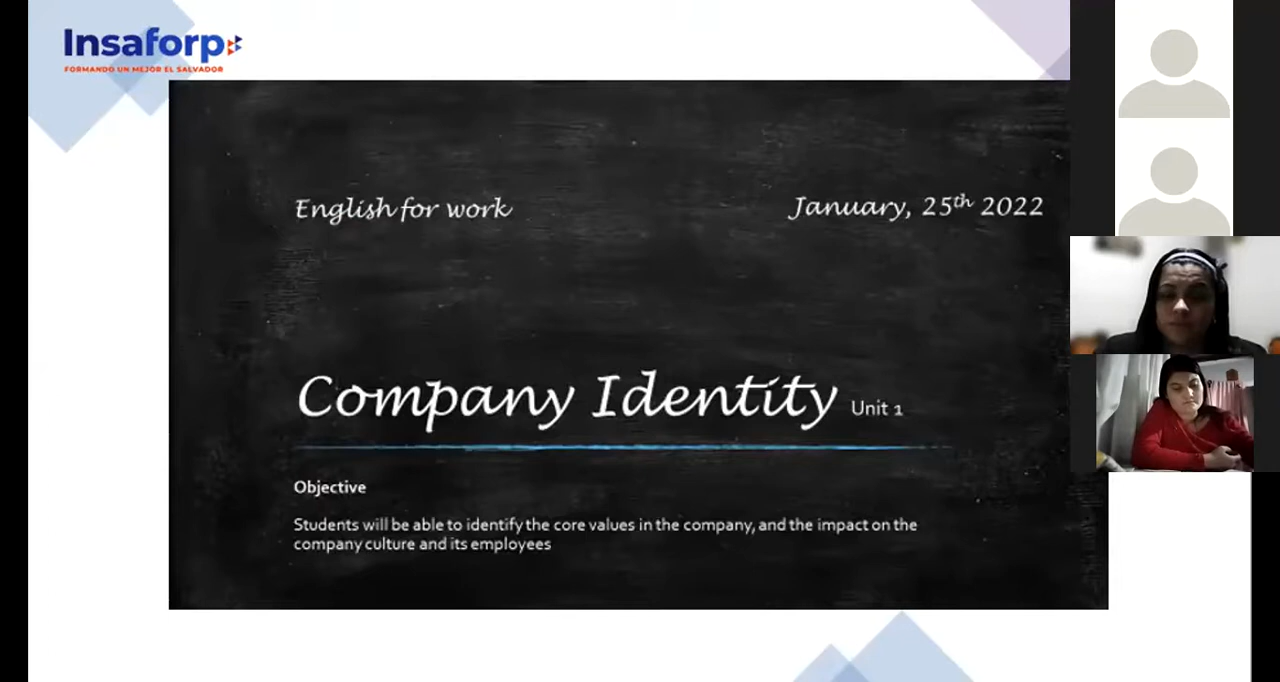 Insaforp
FORMANDO UN MEJOR EL SALVADOR
English for work
January, 25th 2022
Company Identity Unit 1
Objective
Students will be able to identify the core values in the company, and the impact on the
company culture and its employees